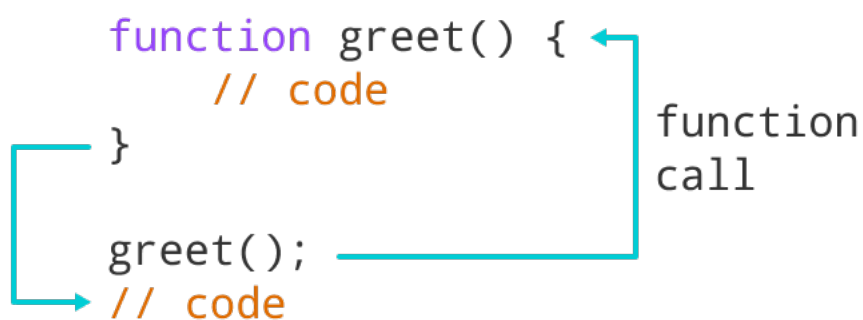 function greet() {
// code
}
function
call
greet();
// code